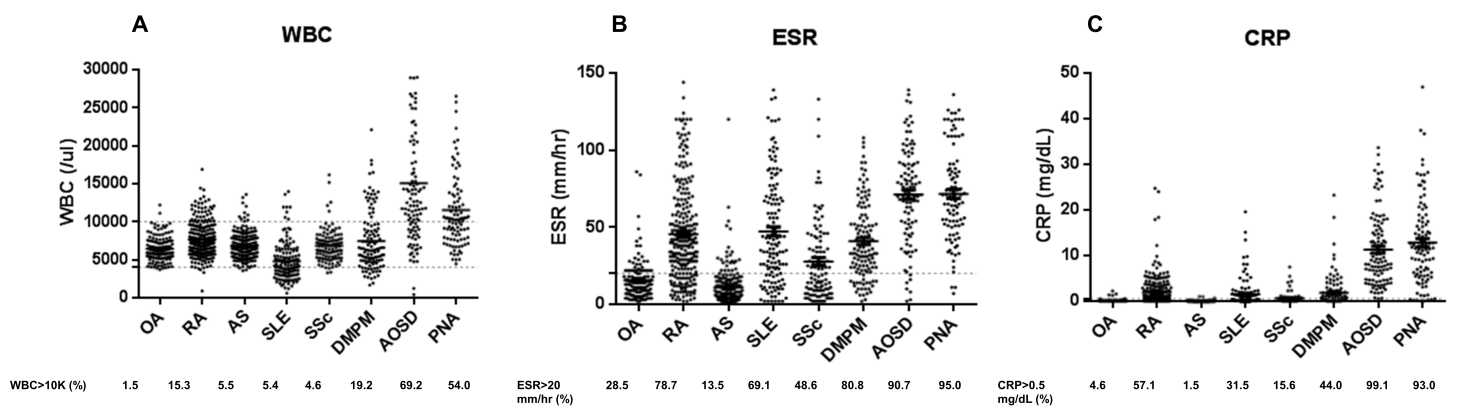 A
WBC
WBC (/ul)
30000
25000
20000
15000
10000
5000
0
OA RA AS SLE SSc DMPM AOSD PNA
WBC>10K (%) 1.5 15.3 5.5 5.4 4.6 19.2 69.2 54.0
B
ESR
ESR (mm/hr)
150
100
50
0
OA RA AS SLE SSc DMPM AOSD PNA
ESR>20 28.5 78.7 13.5 69.1 48.6 80.8 90.7 95.0
mm/hr (%)
C
CRP
CRP (mg/dL)
50
40
30
20
10
0
OA RA AS SLE SSc DMPM AOSD PNA
CRP>0.5 4.6 57.1 1.5 31.5 15.6 44.0 99.1 93.0
mg/dL (%)